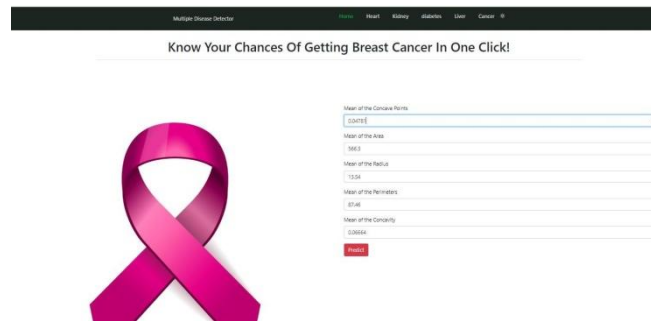 Multiple Disease Detector Home Heart Kidney diabetes Liver Cancer
Know Your Chances Of Getting Breast Cancer In One Click!
Mean of the Concave Points
0.04781
Mean of the Area
566.3
Mean of the Radius
13.54
Mean of the Perimeters
87.46
Mean of the Concavity
0.06664
Predict